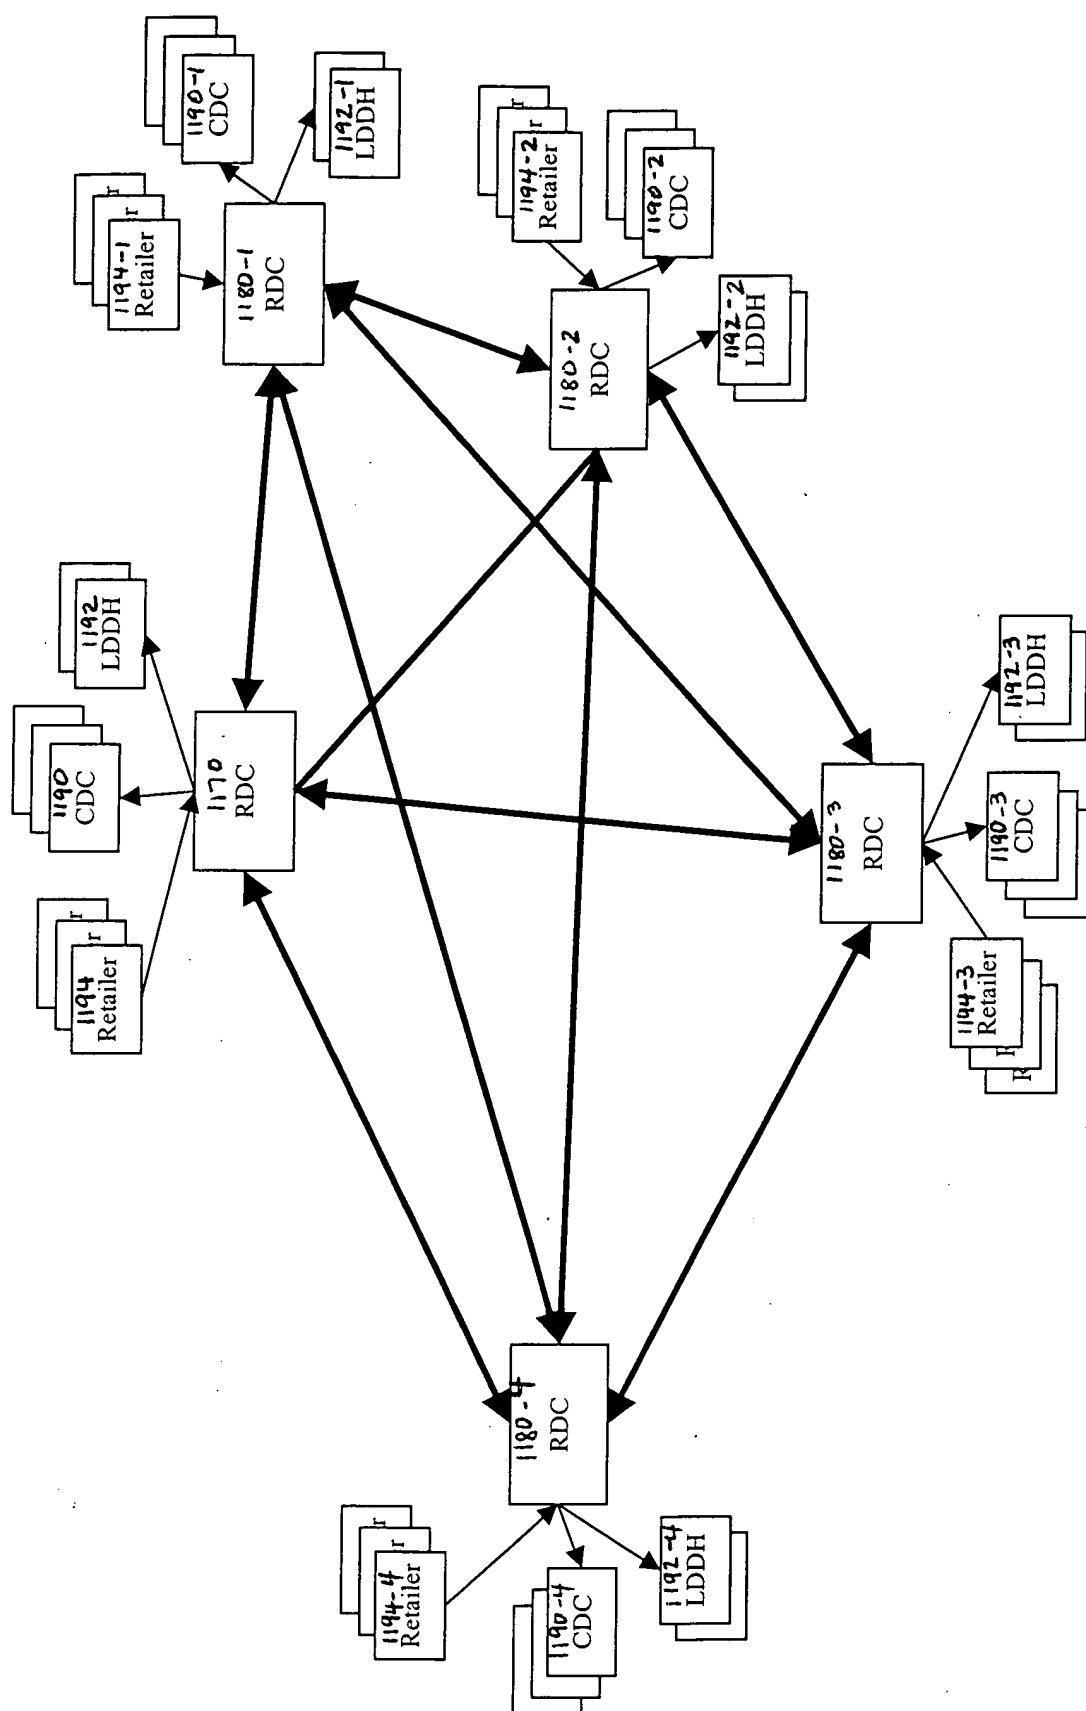 1194
Retailer
r
r
1190
CDC
1192
LDDH
1170
RDC
1194-1
Retailer
r
1190-1
CDC
1192-1
LDDH
1180-1
RDC
1194-4
Retailer
r
r
1190-4
CDC
1192-4
LDDH
1180-4
RDC
1194-2
Retailer
r
r
1190-2
CDC
1192-2
LDDH
1180-2
RDC
1180-3
RDC
1194-3
Retailer
R
R
1190-3
CDC
1192-3
LDDH